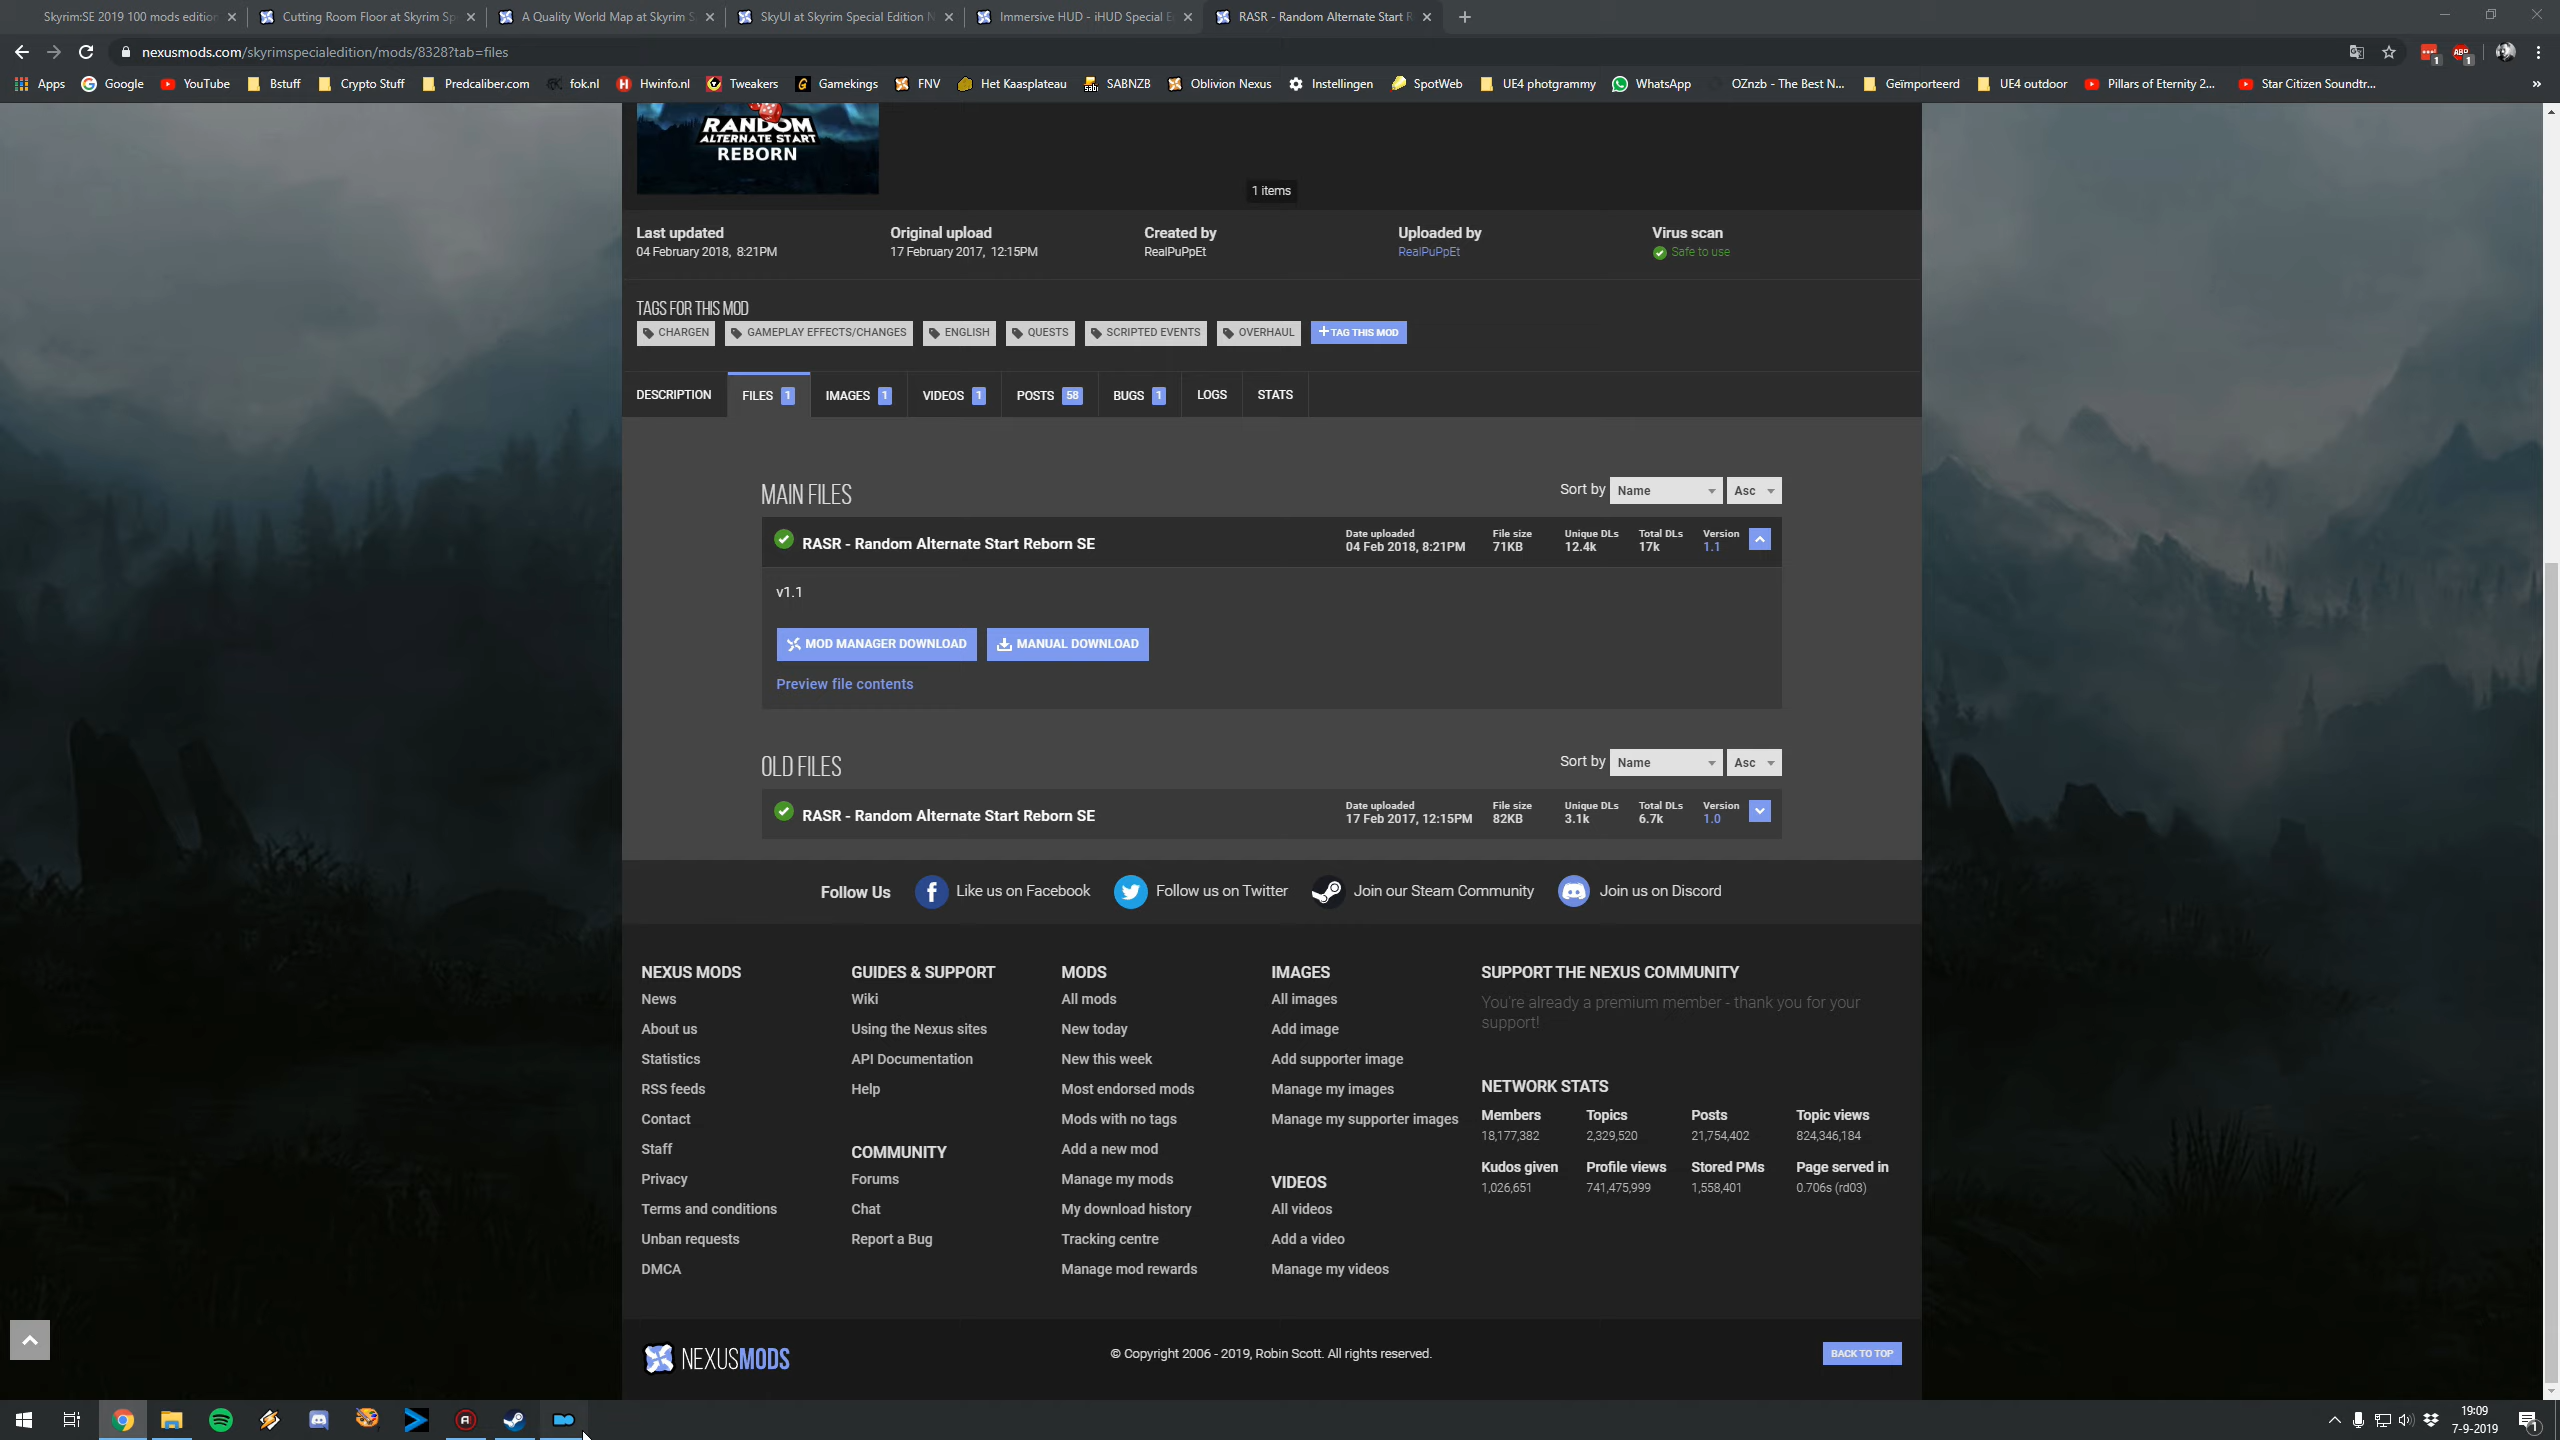 Skyrim:SE 2019 100 mods edition
Cutting Room Floor at Skyrim Sp
A Quality World Map at Skyrim S
SkyUI at Skyrim Special Edition N
Immersive HUD - iHUD Special E
RASR - Random Alternate Start R
nexusmods.com/skyrimspecialedition/mods/8328?tab=files
ABP
1
1
Apps
Google
YouTube
Bstuff
Crypto Stuff
Predcaliber.com
fok.nl
Hwinfo.nl
Tweakers
Gamekings
FNV
Het Kaasplateau
SABNZB
Oblivion Nexus
Instellingen
SpotWeb
UE4 photgrammy
WhatsApp
OZnzb - The Best N...
Geïmporteerd
UE4 outdoor
Pillars of Eternity 2...
Star Citizen Soundtr...
»
RANDOM
ALTERNATE START
REBORN
1 items
Last updated
04 February 2018, 8:21PM
Original upload
17 February 2017, 12:15PM
Created by
RealPuPpEt
Uploaded by
RealPuPpEt
Virus scan
Safe to use
TAGS FOR THIS MOD
CHARGEN
GAMEPLAY EFFECTS/CHANGES
ENGLISH
QUESTS
SCRIPTED EVENTS
OVERHAUL
+TAG THIS MOD
DESCRIPTION
FILES 1
IMAGES 1
VIDEOS 1
POSTS 58
BUGS 1
LOGS
STATS
MAIN FILES
Sort by Name Asc
RASR - Random Alternate Start Reborn SE
Date uploaded
04 Feb 2018, 8:21PM
File size
71KB
Unique DLs
12.4k
Total DLs
17k
Version
1.1
v1.1
MOD MANAGER DOWNLOAD
MANUAL DOWNLOAD
Preview file contents
OLD FILES
Sort by Name Asc
RASR - Random Alternate Start Reborn SE
Date uploaded
17 Feb 2017, 12:15PM
File size
82KB
Unique DLs
3.1k
Total DLs
6.7k
Version
1.0
Follow Us
Like us on Facebook
Follow us on Twitter
Join our Steam Community
Join us on Discord
NEXUS MODS
News
About us
Statistics
RSS feeds
Contact
Staff
Privacy
Terms and conditions
Unban requests
DMCA
GUIDES & SUPPORT
Wiki
Using the Nexus sites
API Documentation
Help
COMMUNITY
Forums
Chat
Report a Bug
MODS
All mods
New today
New this week
Most endorsed mods
Mods with no tags
Add a new mod
Manage my mods
My download history
Tracking centre
Manage mod rewards
IMAGES
All images
Add image
Add supporter image
Manage my images
Manage my supporter images
VIDEOS
All videos
Add a video
Manage my videos
SUPPORT THE NEXUS COMMUNITY
You're already a premium member - thank you for your
support!
NETWORK STATS
Members
18,177,382
Topics
2,329,520
Posts
21,754,402
Topic views
824,346,184
Kudos given
1,026,651
Profile views
741,475,999
Stored PMs
1,558,401
Page served in
0.706s (rd03)
NEXUSMODS
© Copyright 2006 - 2019, Robin Scott. All rights reserved.
BACK TO TOP
19:09
7-9-2019
1